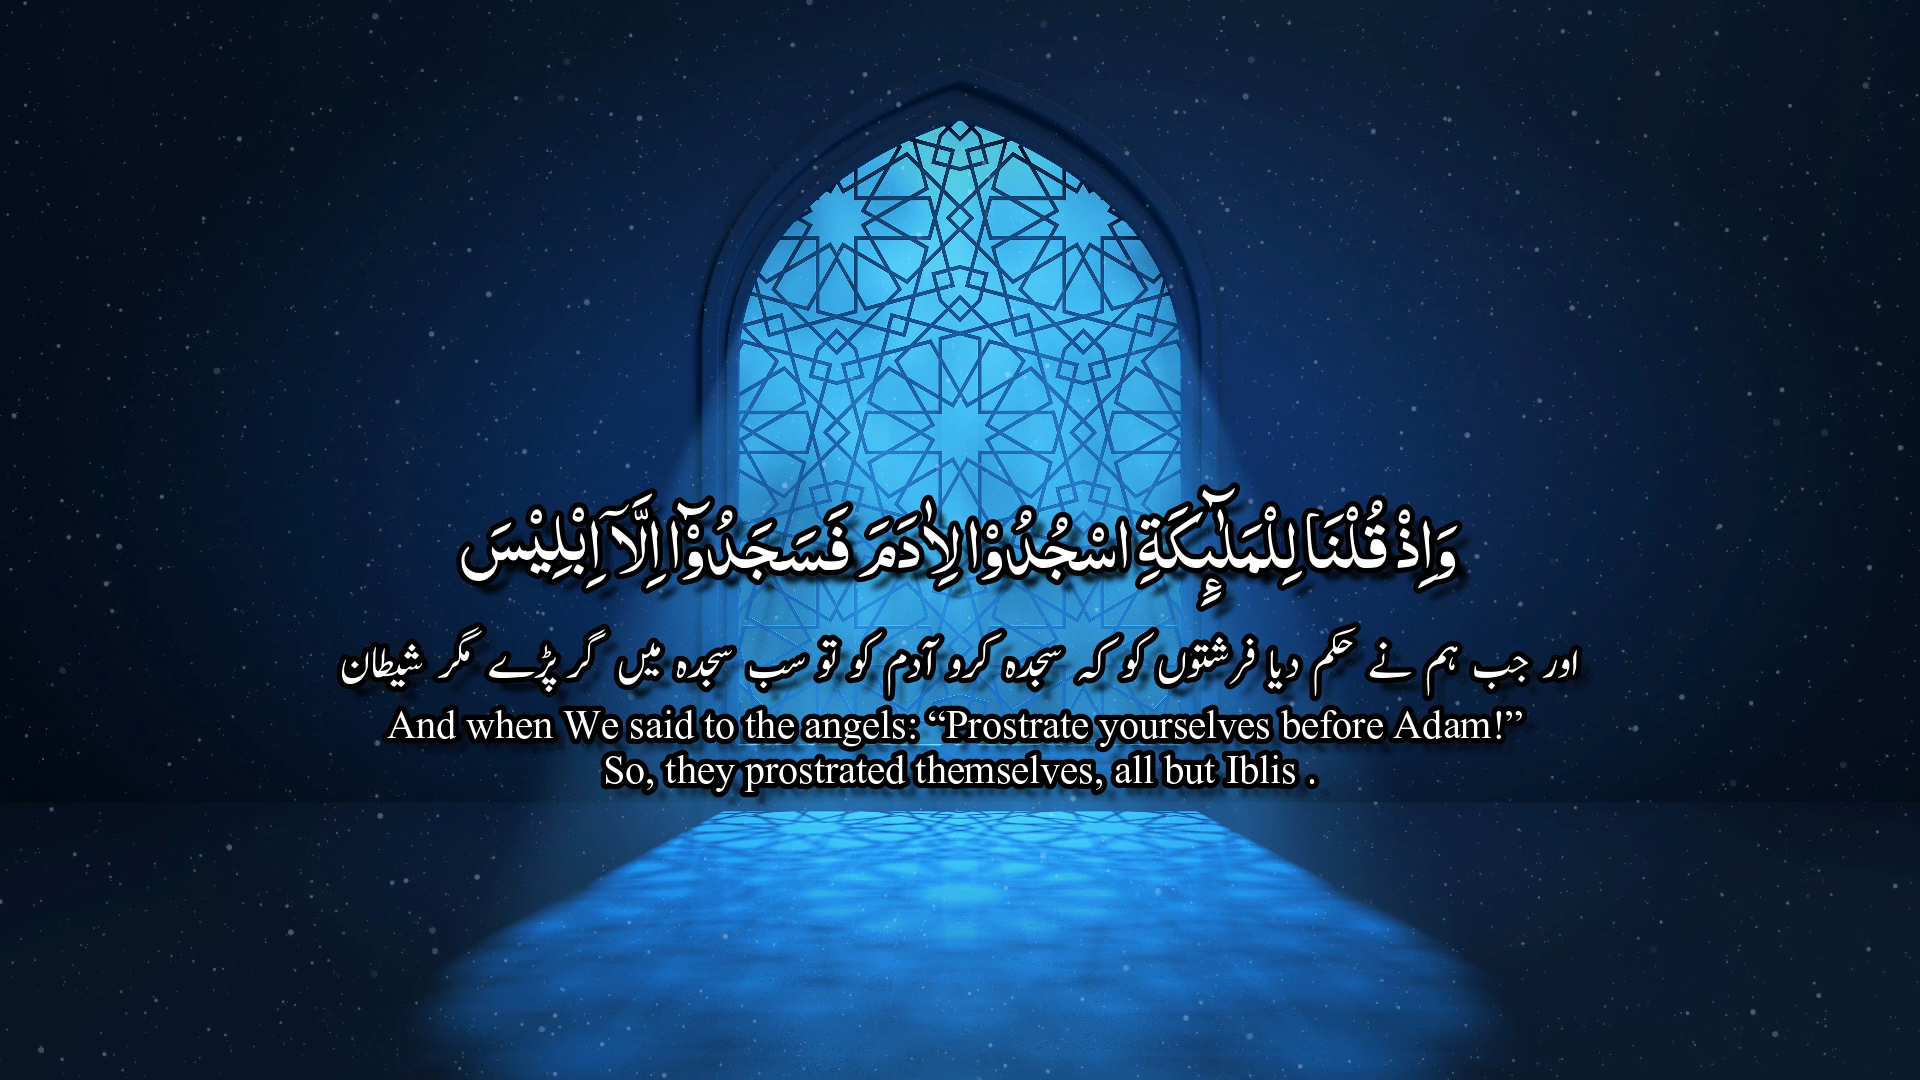 وَاِذْ قُلْنَا لِلْمَلٰٓىِٕكَةِ اسْجُدُوْا لِاٰدَمَ فَسَجَدُوْۤا اِلَّاۤ اِبْلِیْسَ
اور جب ہم نے حکم دیا فرشتوں کو کہ سجدہ کرو آدم کو تو سب سجدہ میں گر پڑے مگر شیطان
And when We said to the angels: “Prostrate yourselves before Adam!”
So, they prostrated themselves, all but Iblis .